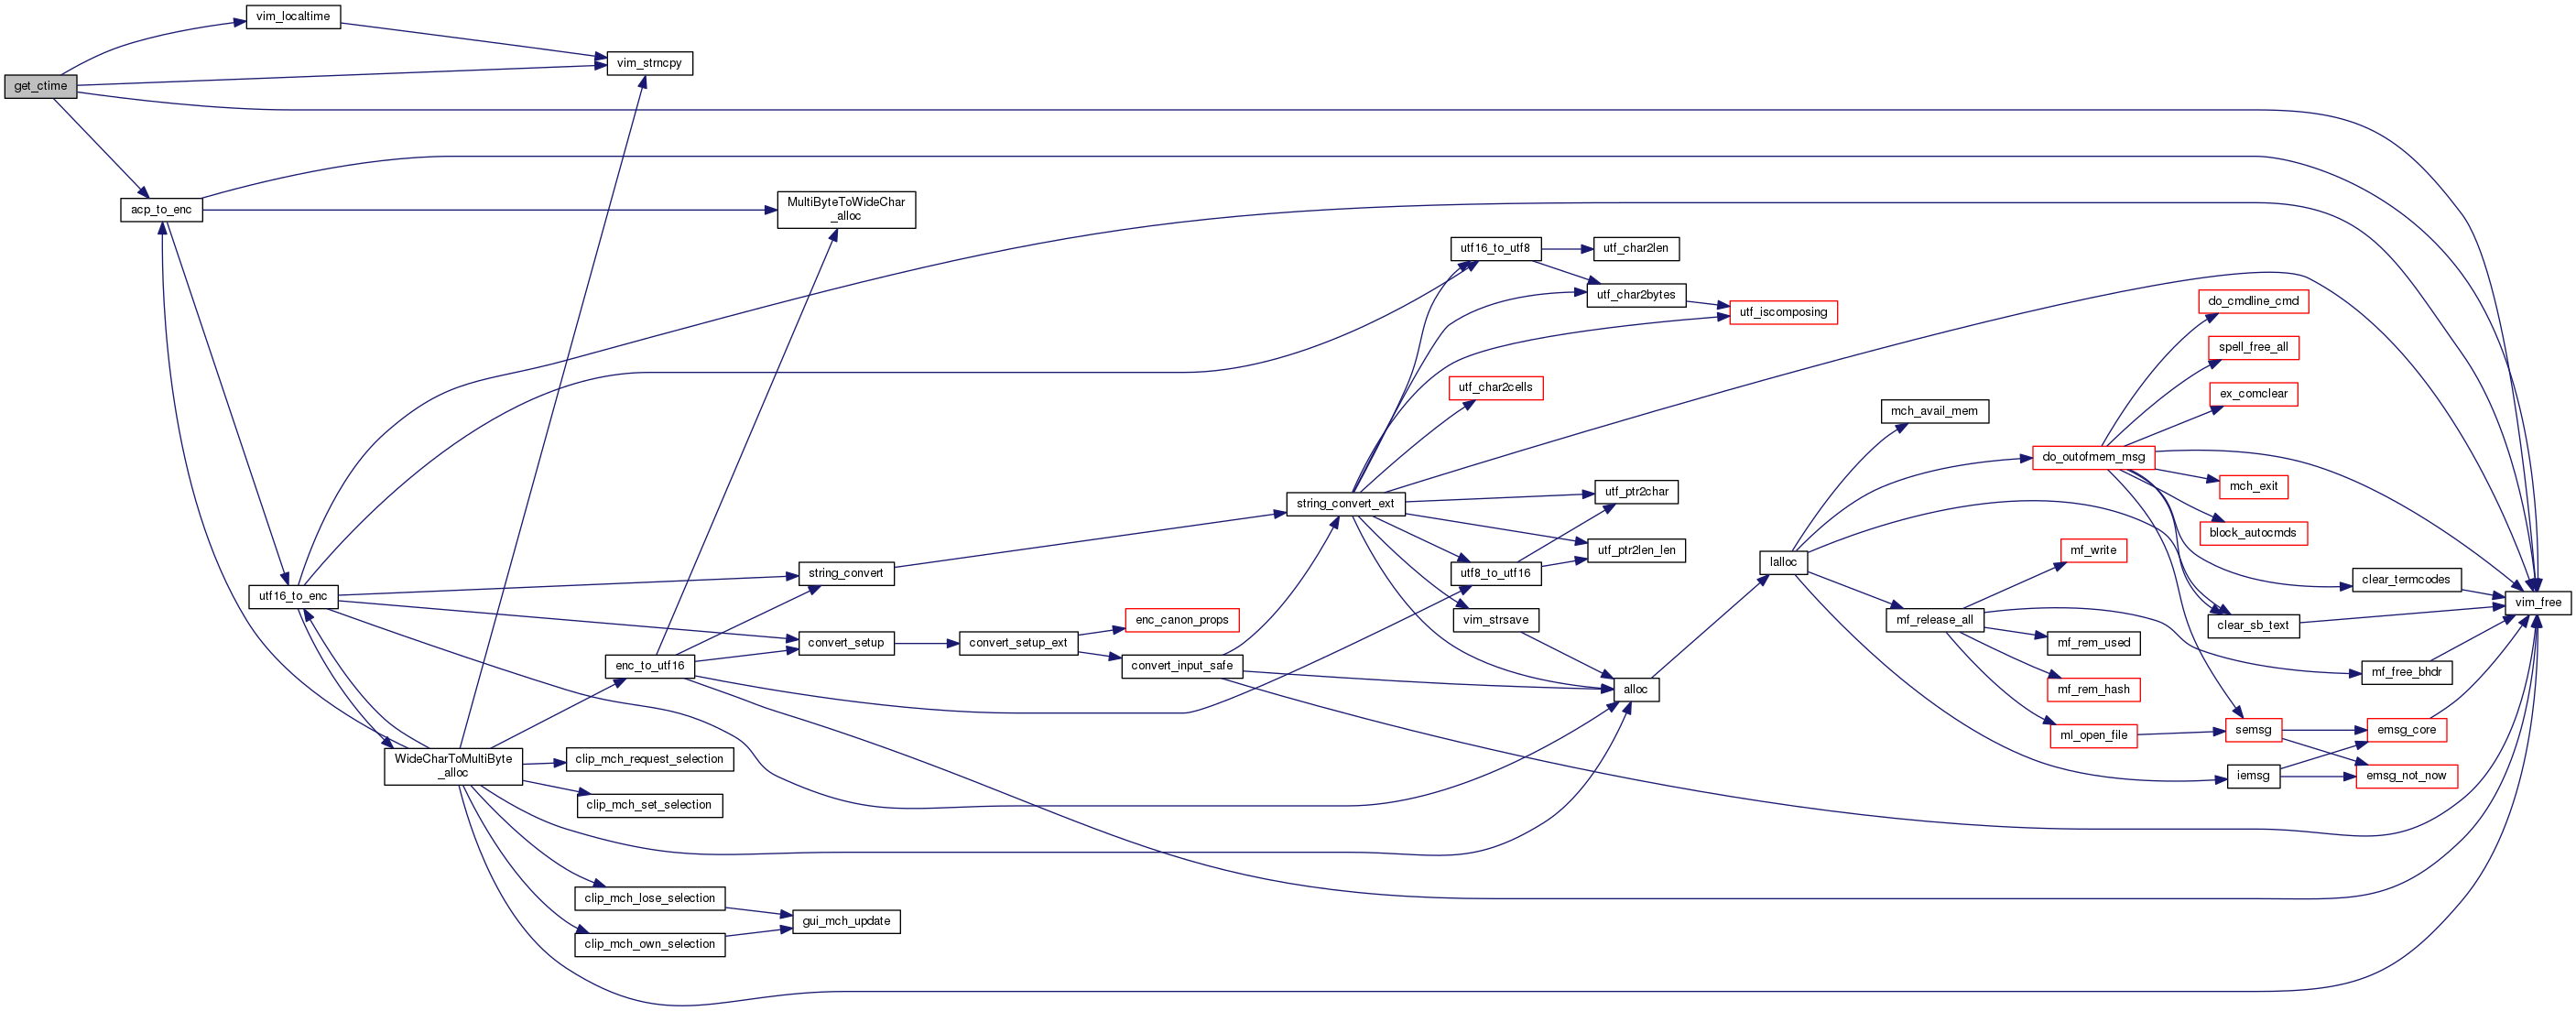 vim_localtime
vim_strncpy
get_ctime
acp_to_enc
MultiByteToWideChar
_alloc
utf16_to_utf8
utf_char2len
utf_char2bytes
utf_iscomposing
do_cmdline_cmd
spell_free_all
utf_char2cells
ex_comclear
mch_avail_mem
do_outofmem_msg
mch_exit
string_convert_ext
utf_ptr2char
block_autocmds
utf_ptr2len_len
mf_write
lalloc
string_convert
utf8_to_utf16
clear_termcodes
utf16_to_enc
vim_free
enc_canon_props
vim_strsave
mf_release_all
clear_sb_text
convert_setup
convert_setup_ext
mf_rem_used
enc_to_utf16
convert_input_safe
mf_free_bhdr
alloc
mf_rem_hash
ml_open_file
semsg
emsg_core
WideCharToMultiByte
_alloc
clip_mch_request_selection
iemsg
emsg_not_now
clip_mch_set_selection
clip_mch_lose_selection
gui_mch_update
clip_mch_own_selection